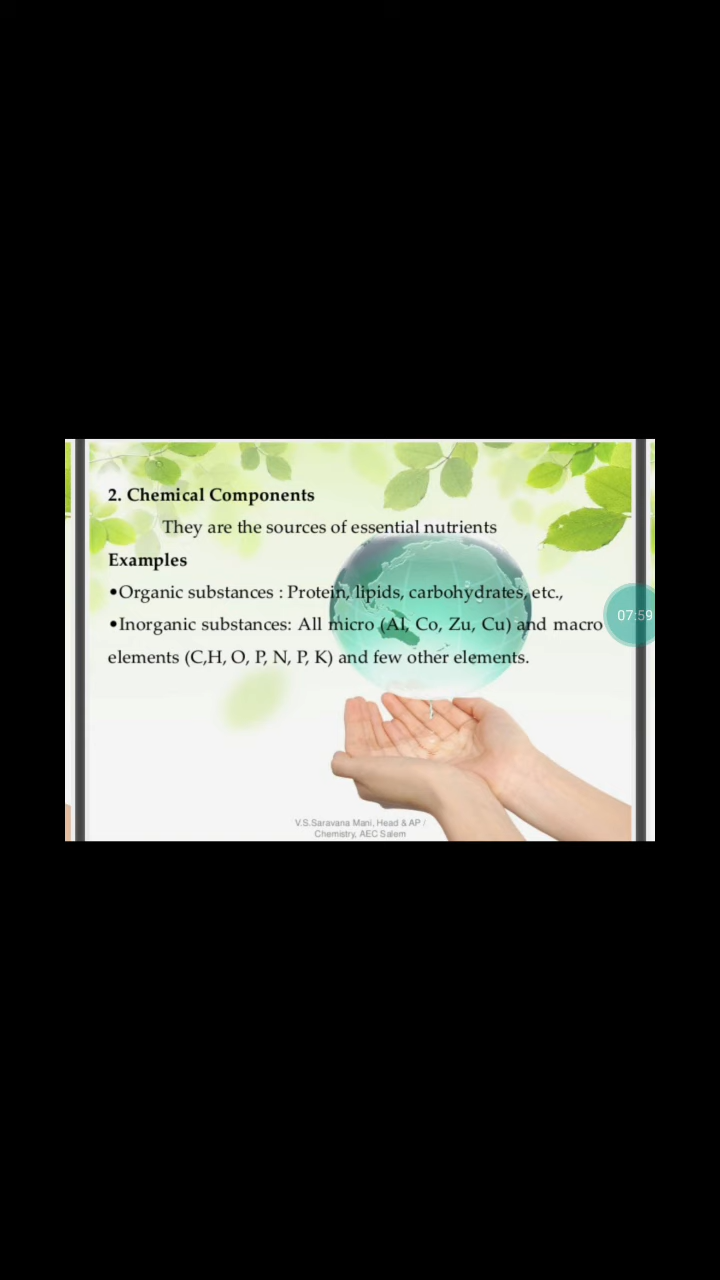 2. Chemical Components
They are the sources of essential nutrients
Examples
•Organic substances : Protein, lipids, carbohydrates, etc.,
•Inorganic substances: All micro (Al, Co, Zu, Cu) and macro
07:59
elements (C,H, O, P, N, P, K) and few other elements.
V.S.Saravana Mani, Head & AP /
Chemistry, AEC Salem